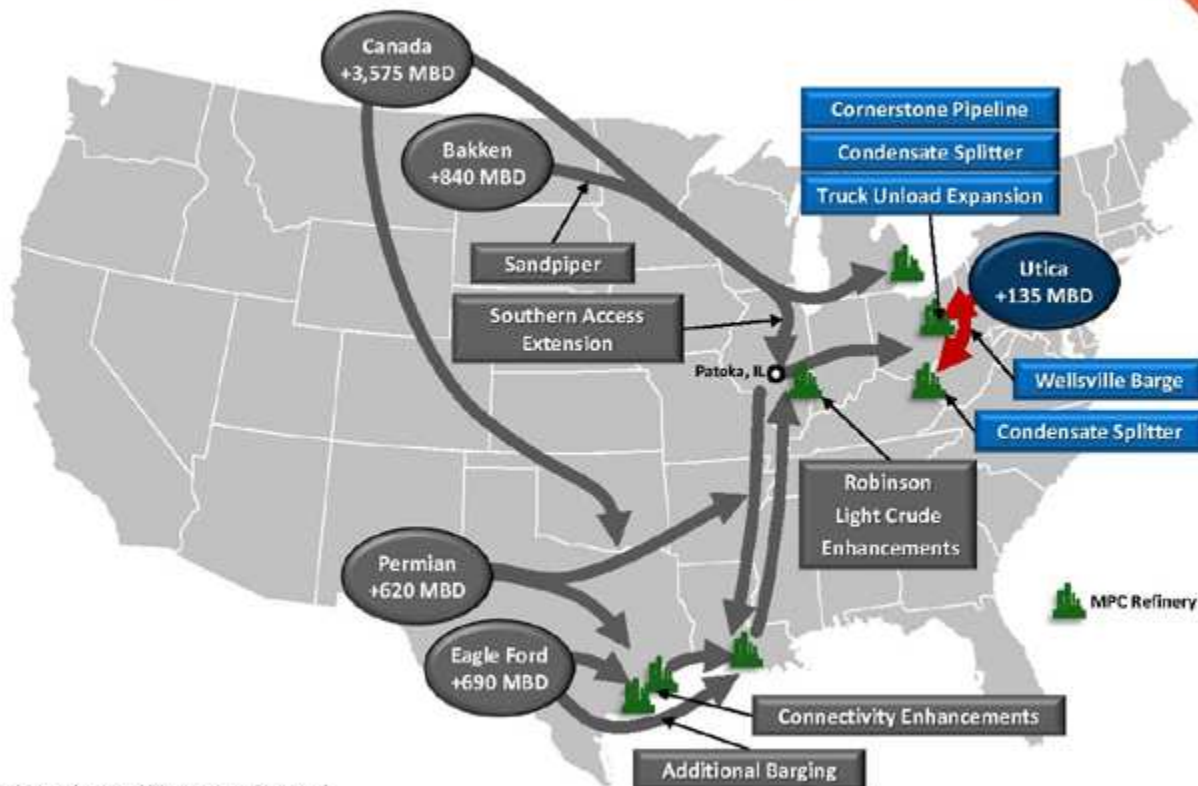 Canada
+3,575 MBD
Bakken
+840 MBD
Cornerstone Pipeline
Condensate Splitter
Truck Unload Expansion
Sandpiper
Utica
+135 MBD
Southern Access
Extension
Patoka, IL
Wellsville Barge
Condensate Splitter
Robinson
Light Crude
Enhancements
Permian
+620 MBD
MPC Refinery
Eagle Ford
+690 MBD
Connectivity Enhancements
Additional Barging